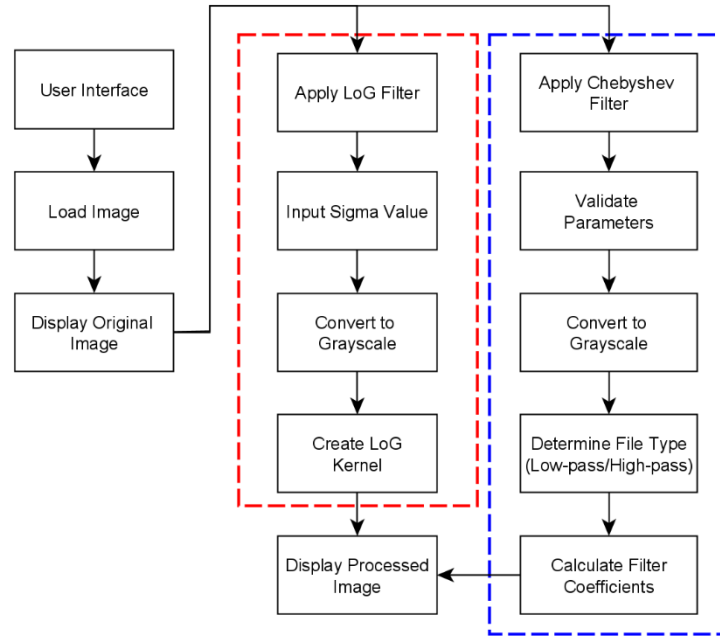 User Interface
Load Image
Display Original
Image
Apply LoG Filter
Input Sigma Value
Convert to
Grayscale
Create LoG
Kernel
Display Processed
Image
Apply Chebyshev
Filter
Validate
Parameters
Convert to
Grayscale
Determine File Type
(Low-pass/High-pass)
Calculate Filter
Coefficients